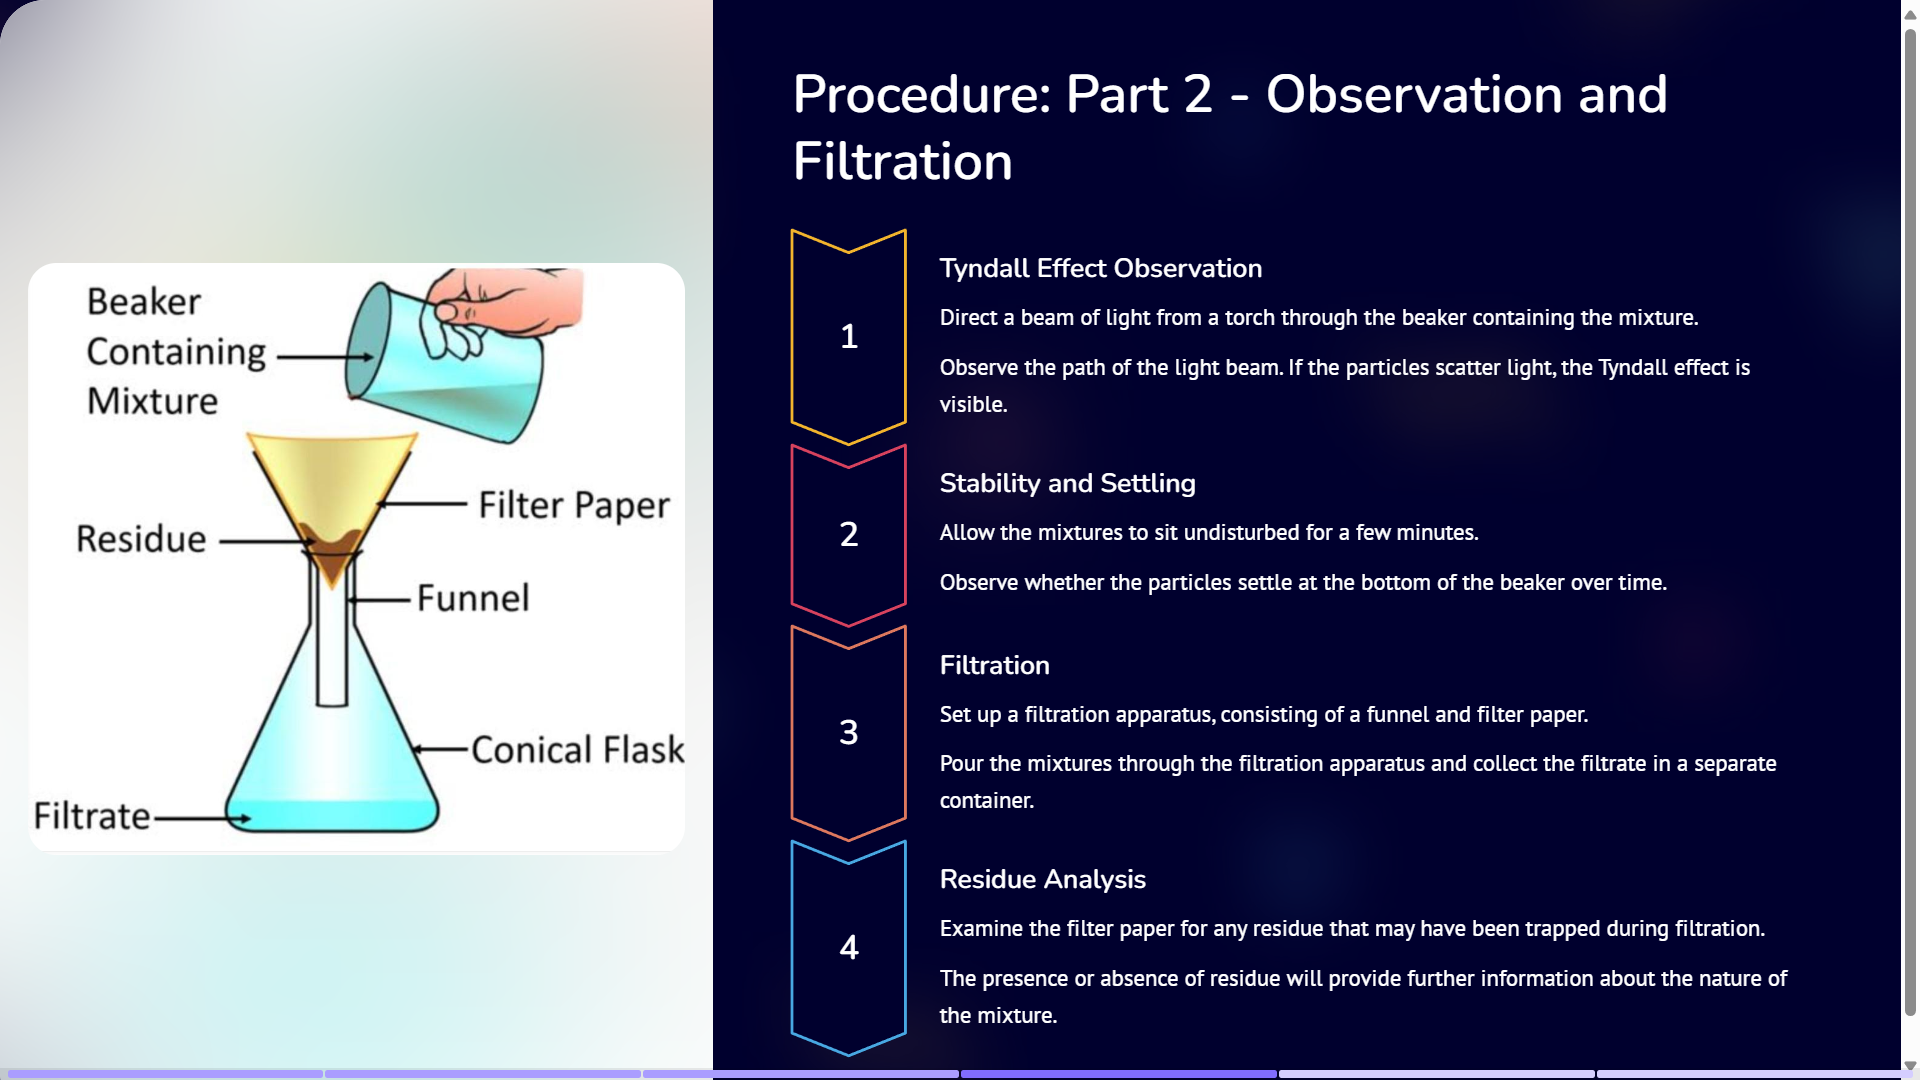 Procedure: Part 2 - Observation and
Filtration
Beaker
Containing
Mixture
Filter Paper
Residue
Funnel
Conical Flask
Filtrate
1
Tyndall Effect Observation
Direct a beam of light from a torch through the beaker containing the mixture.
Observe the path of the light beam. If the particles scatter light, the Tyndall effect is
visible.
2
Stability and Settling
Allow the mixtures to sit undisturbed for a few minutes.
Observe whether the particles settle at the bottom of the beaker over time.
3
Filtration
Set up a filtration apparatus, consisting of a funnel and filter paper.
Pour the mixtures through the filtration apparatus and collect the filtrate in a separate
container.
4
Residue Analysis
Examine the filter paper for any residue that may have been trapped during filtration.
The presence or absence of residue will provide further information about the nature of
the mixture.